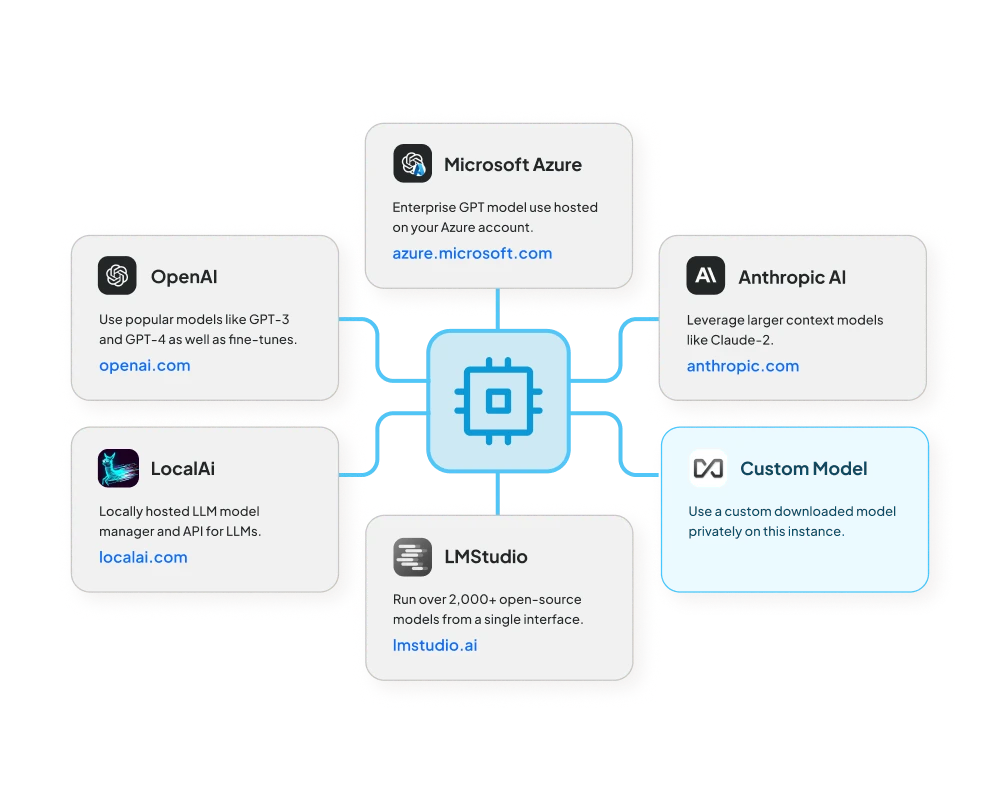 Microsoft Azure
Enterprise GPT model use hosted
on your Azure account.
azure.microsoft.com
OpenAI
Use popular models like GPT-3
and GPT-4 as well as fine-tunes.
openai.com
Anthropic AI
Leverage larger context models
like Claude-2.
anthropic.com
LocalAi
Locally hosted LLM model
manager and API for LLMs.
localai.com
Custom Model
Use a custom downloaded model
privately on this instance.
LMStudio
Run over 2,000+ open-source
models from a single interface.
lmstudio.ai